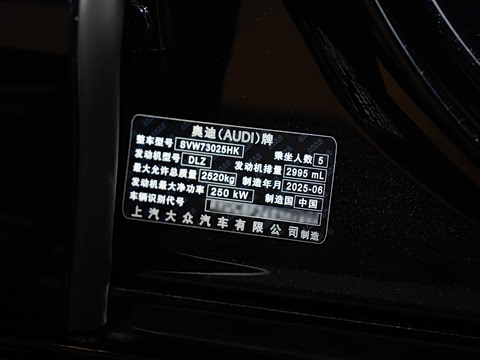 奥迪(AUDI)牌
整车型号 SVW73025HK 乘坐人数 5
发动机型号 DLZ 发动机排量 2995 mL
最大允许总质量 2520kg 制造年月 2025-06
发动机最大净功率 250 kW 制造国 中国
车辆识别代号
上汽大众汽车有限公司制造